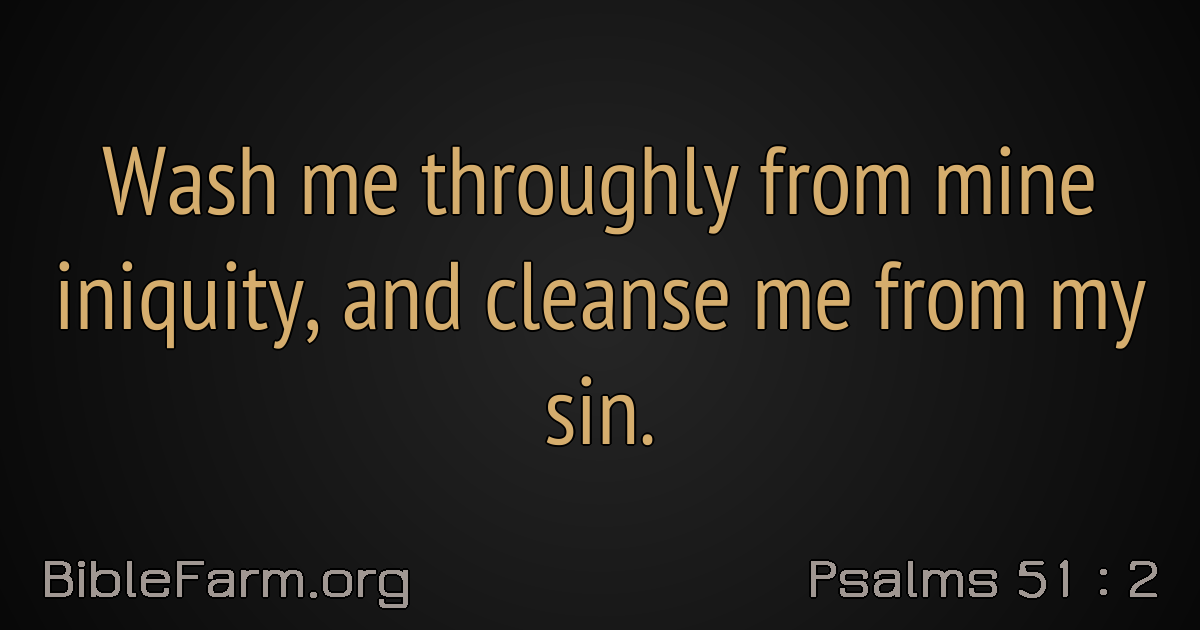 Wash me throughly from mine
iniquity, and cleanse me from my
sin.
BibleFarm.org
Psalms 51 : 2